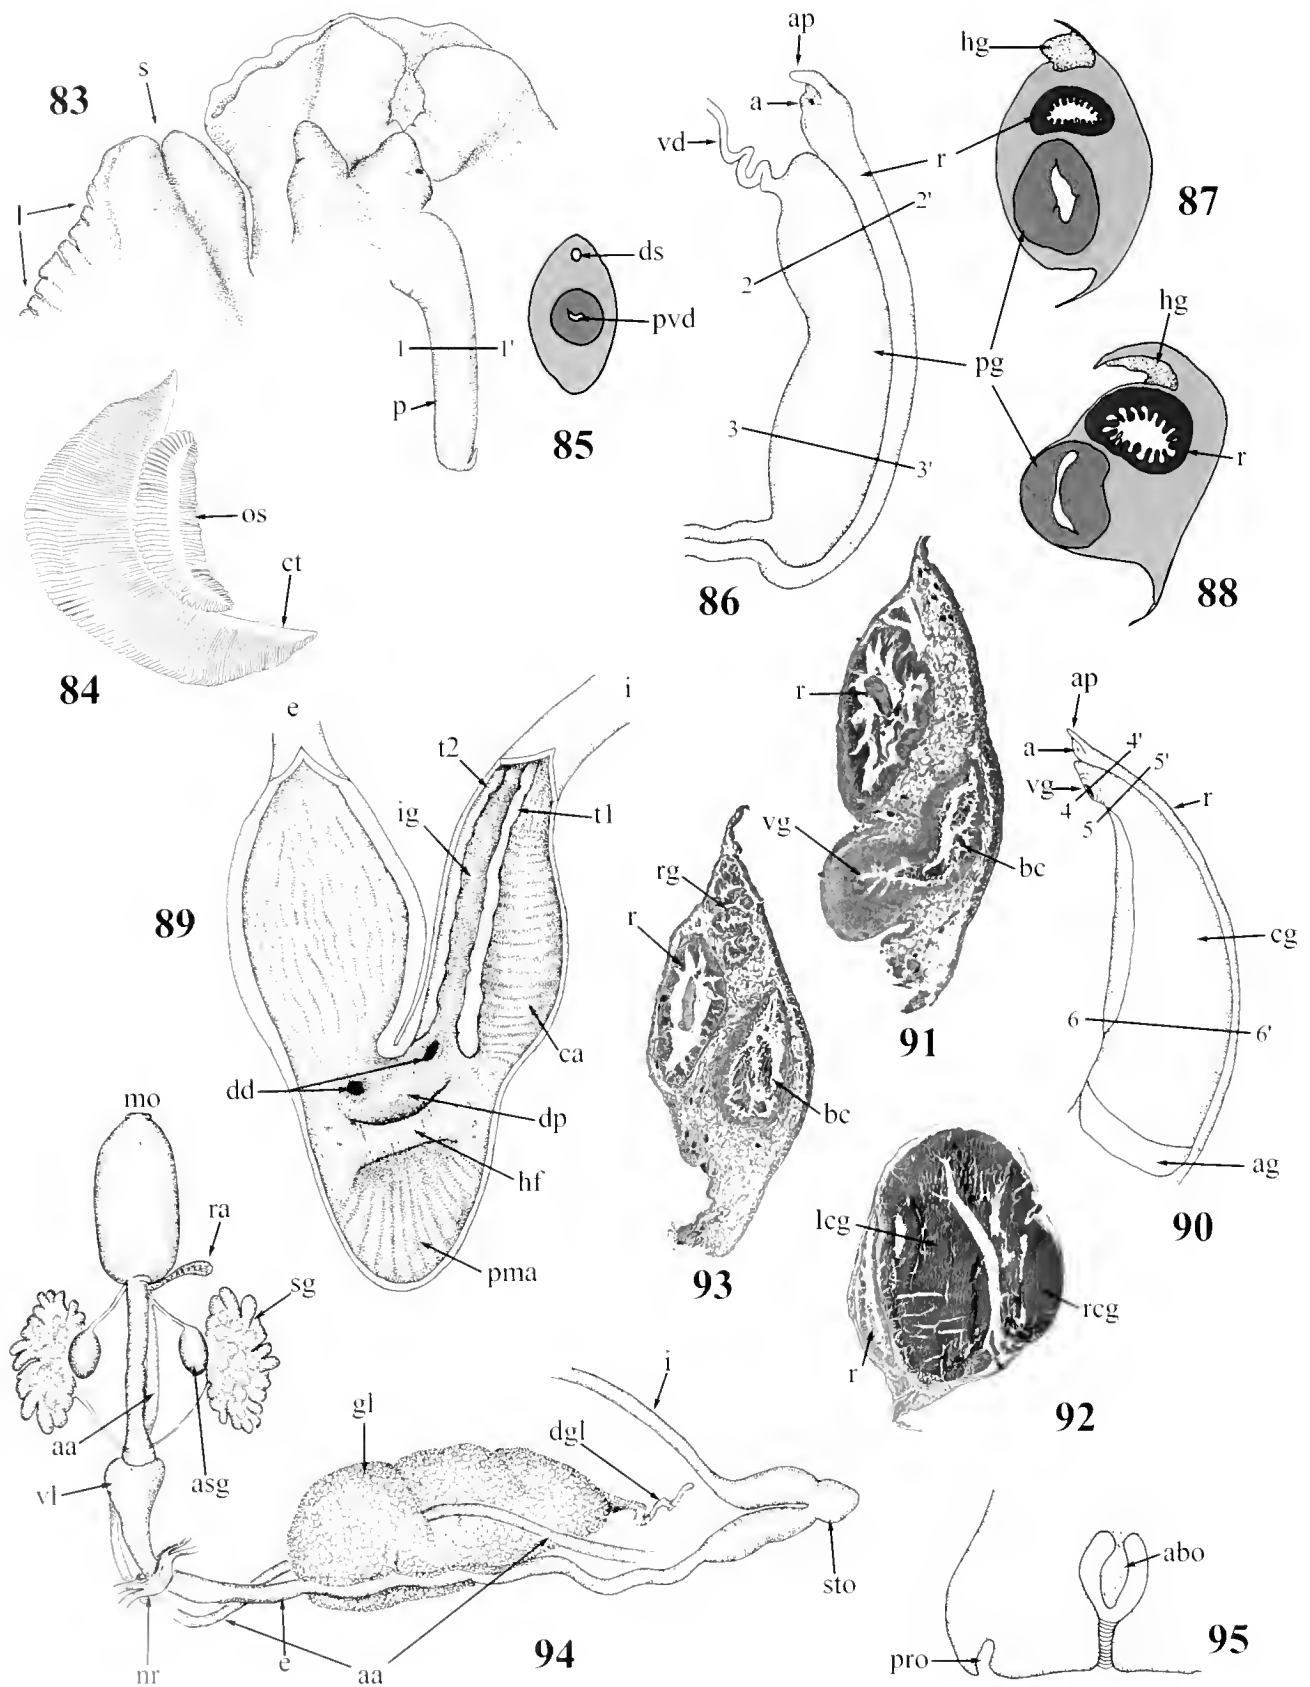 83
s
l
l l'
p
85
ds
pvd
86
ap
a
vd
r
2'
2
pg
3
3'
87
hg
hg
r
88
84
os
ct
89
e
i
t2
t1
ig
ca
dd
dp
hf
pma
91
r
vg
bc
93
rg
r
bc
90
ap
a
4'
5'
vg
4
5
r
cg
6
6'
ag
92
lcg
rcg
r
94
mo
ra
sg
aa
asg
vl
nr
e
aa
gl
dgl
i
sto
95
abo
pro